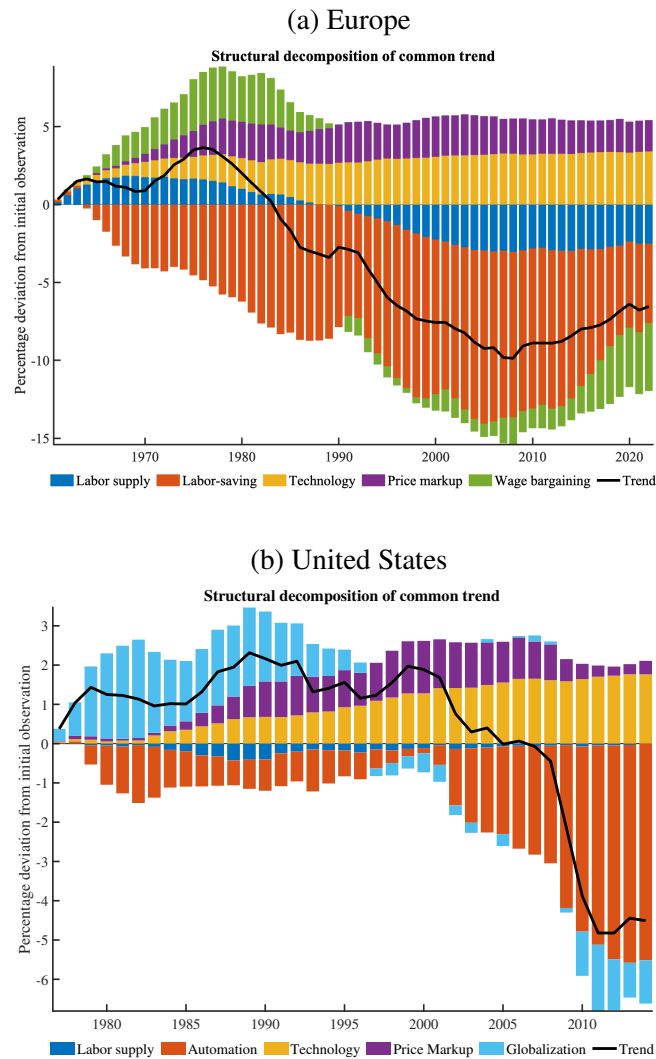 (a) Europe
Structural decomposition of common trend
Percentage deviation from initial observation
5
0
-5
-10
-15
1970 1980 1990 2000 2010 2020
Labor supply Labor-saving Technology Price markup Wage bargaining Trend
(b) United States
Structural decomposition of common trend
Percentage deviation from initial observation
3
2
1
0
-1
-2
-3
-4
-5
-6
1980 1985 1990 1995 2000 2005 2010
Labor supply Automation Technology Price Markup Globalization Trend